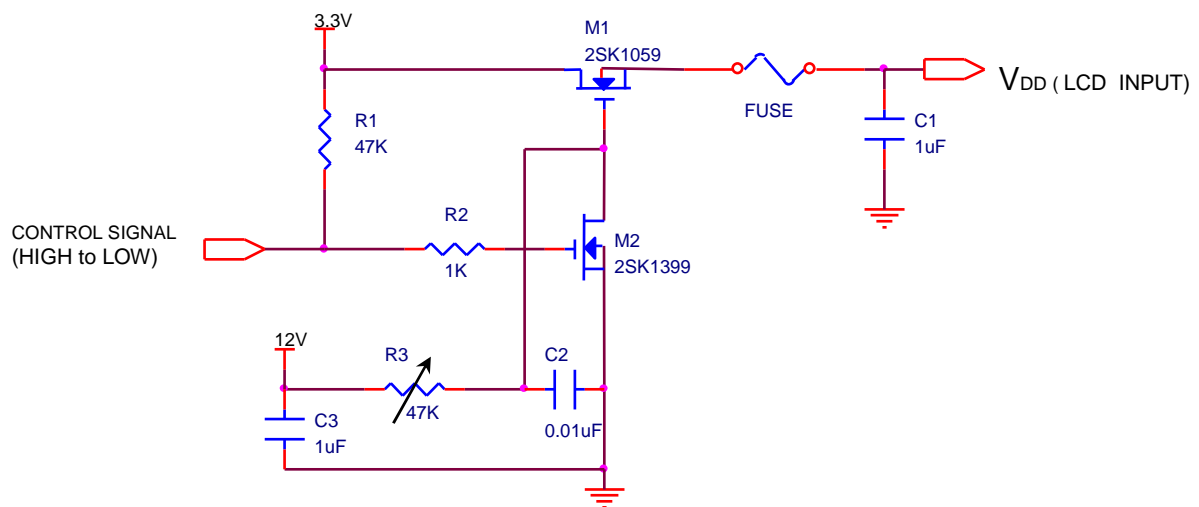 3.3V
M1
2SK1059
FUSE
VDD ( LCD INPUT)
R1
47K
C1
1uF
CONTROL SIGNAL
(HIGH to LOW)
R2
1K
M2
2SK1399
12V
R3
47K
C2
0.01uF
C3
1uF